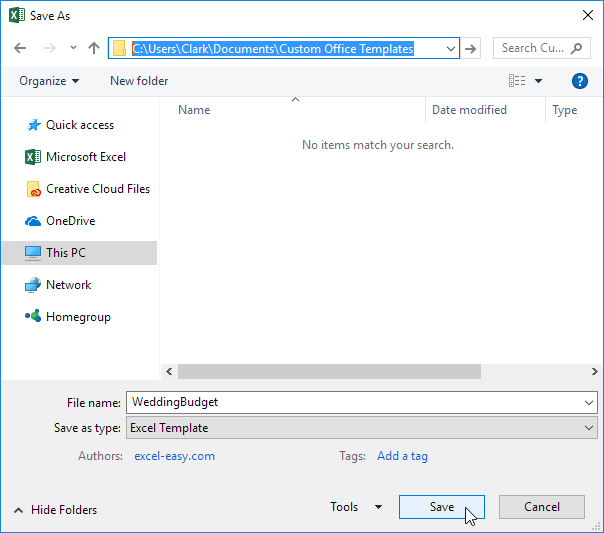 Save As
C:\Users\Clark\Documents\Custom Office Templates
Search Cu...
Organize
New folder
?
Name
Date modified
Type
Quick access
Microsoft Excel
Creative Cloud Files
OneDrive
This PC
Network
Homegroup
No items match your search.
File name:
WeddingBudget
Save as type:
Excel Template
Authors:
excel-easy.com
Tags:
Add a tag
Hide Folders
Tools
Save
Cancel